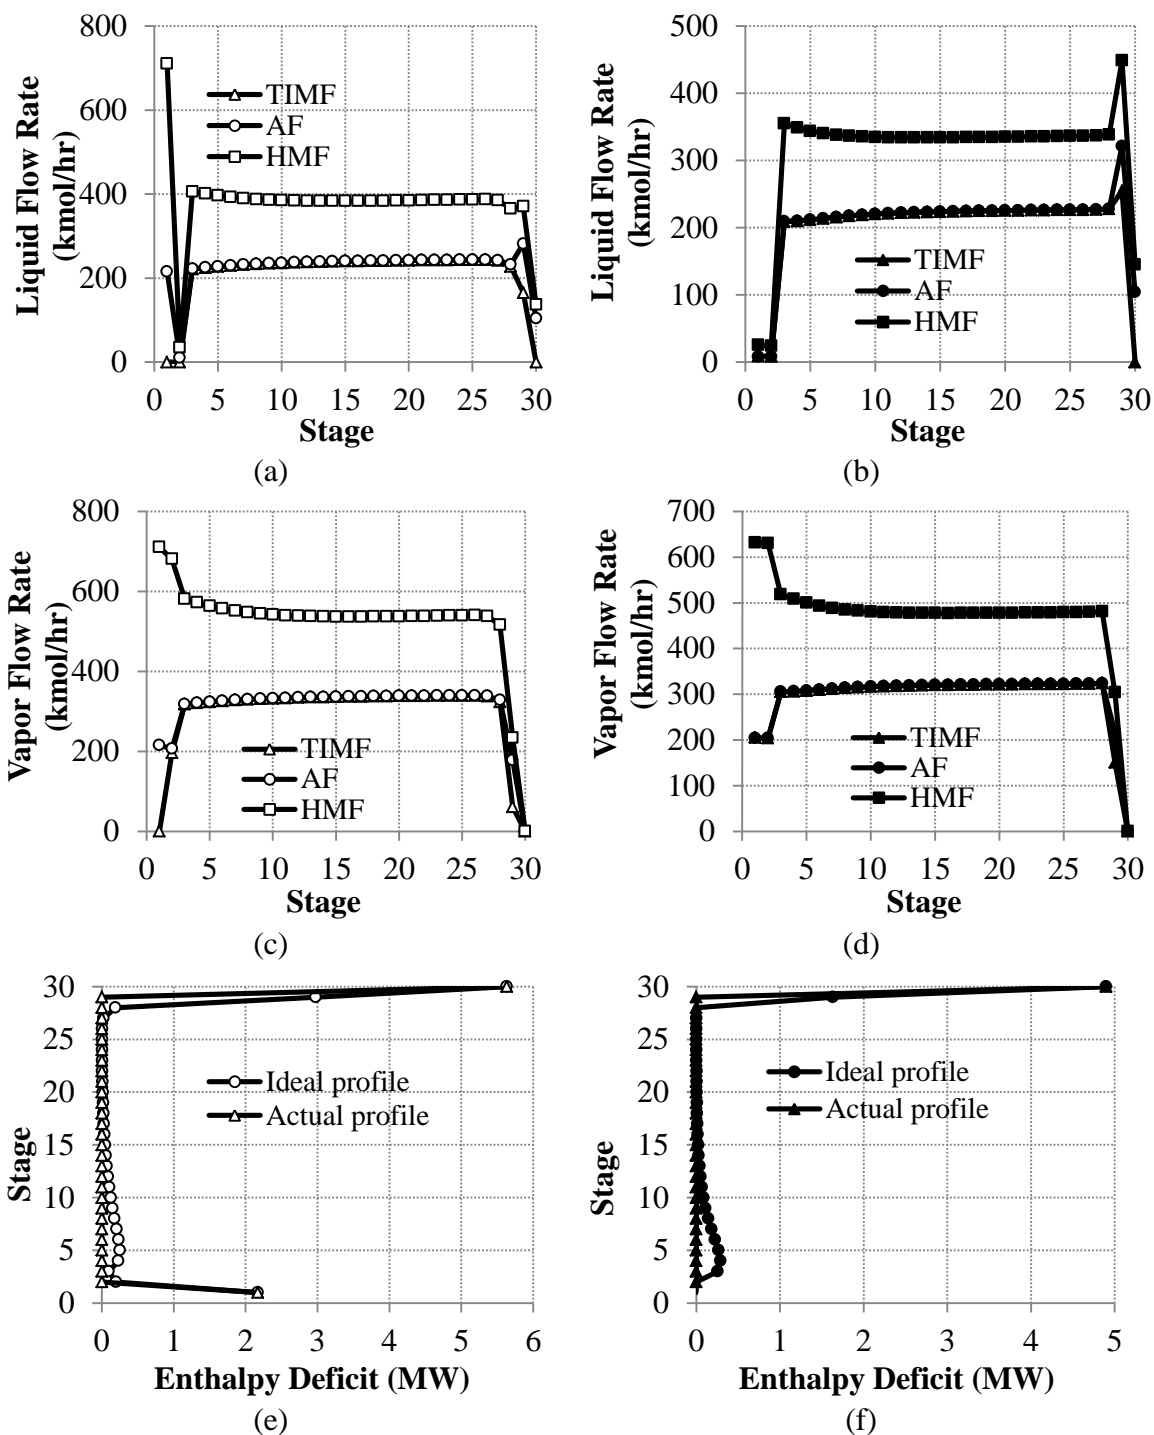 800
600
400
200
0
Liquid Flow Rate
(kmol/hr)
TIMF
AF
HMF
0 5 10 15 20 25 30
Stage
(a)
500
400
300
200
100
0
Liquid Flow Rate
(kmol/hr)
TIMF
AF
HMF
0 5 10 15 20 25 30
Stage
(b)
800
600
400
200
0
Vapor Flow Rate
(kmol/hr)
TIMF
AF
HMF
0 5 10 15 20 25 30
Stage
(c)
700
600
500
400
300
200
100
0
Vapor Flow Rate
(kmol/hr)
TIMF
AF
HMF
0 5 10 15 20 25 30
Stage
(d)
30
25
20
15
10
5
0
Stage
Ideal profile
Actual profile
0 1 2 3 4 5 6
Enthalpy Deficit (MW)
(e)
30
25
20
15
10
5
0
Stage
Ideal profile
Actual profile
0 1 2 3 4 5
Enthalpy Deficit (MW)
(f)